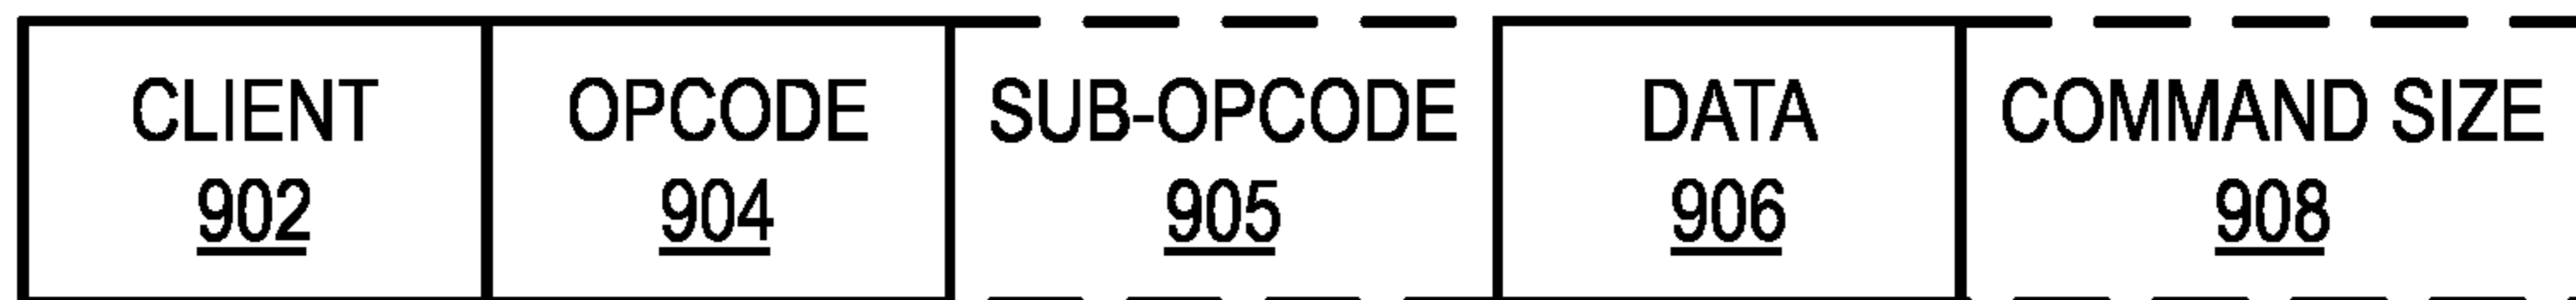 CLIENT
902
OPCODE
904
SUB-OPCODE
905
DATA
906
COMMAND SIZE
908